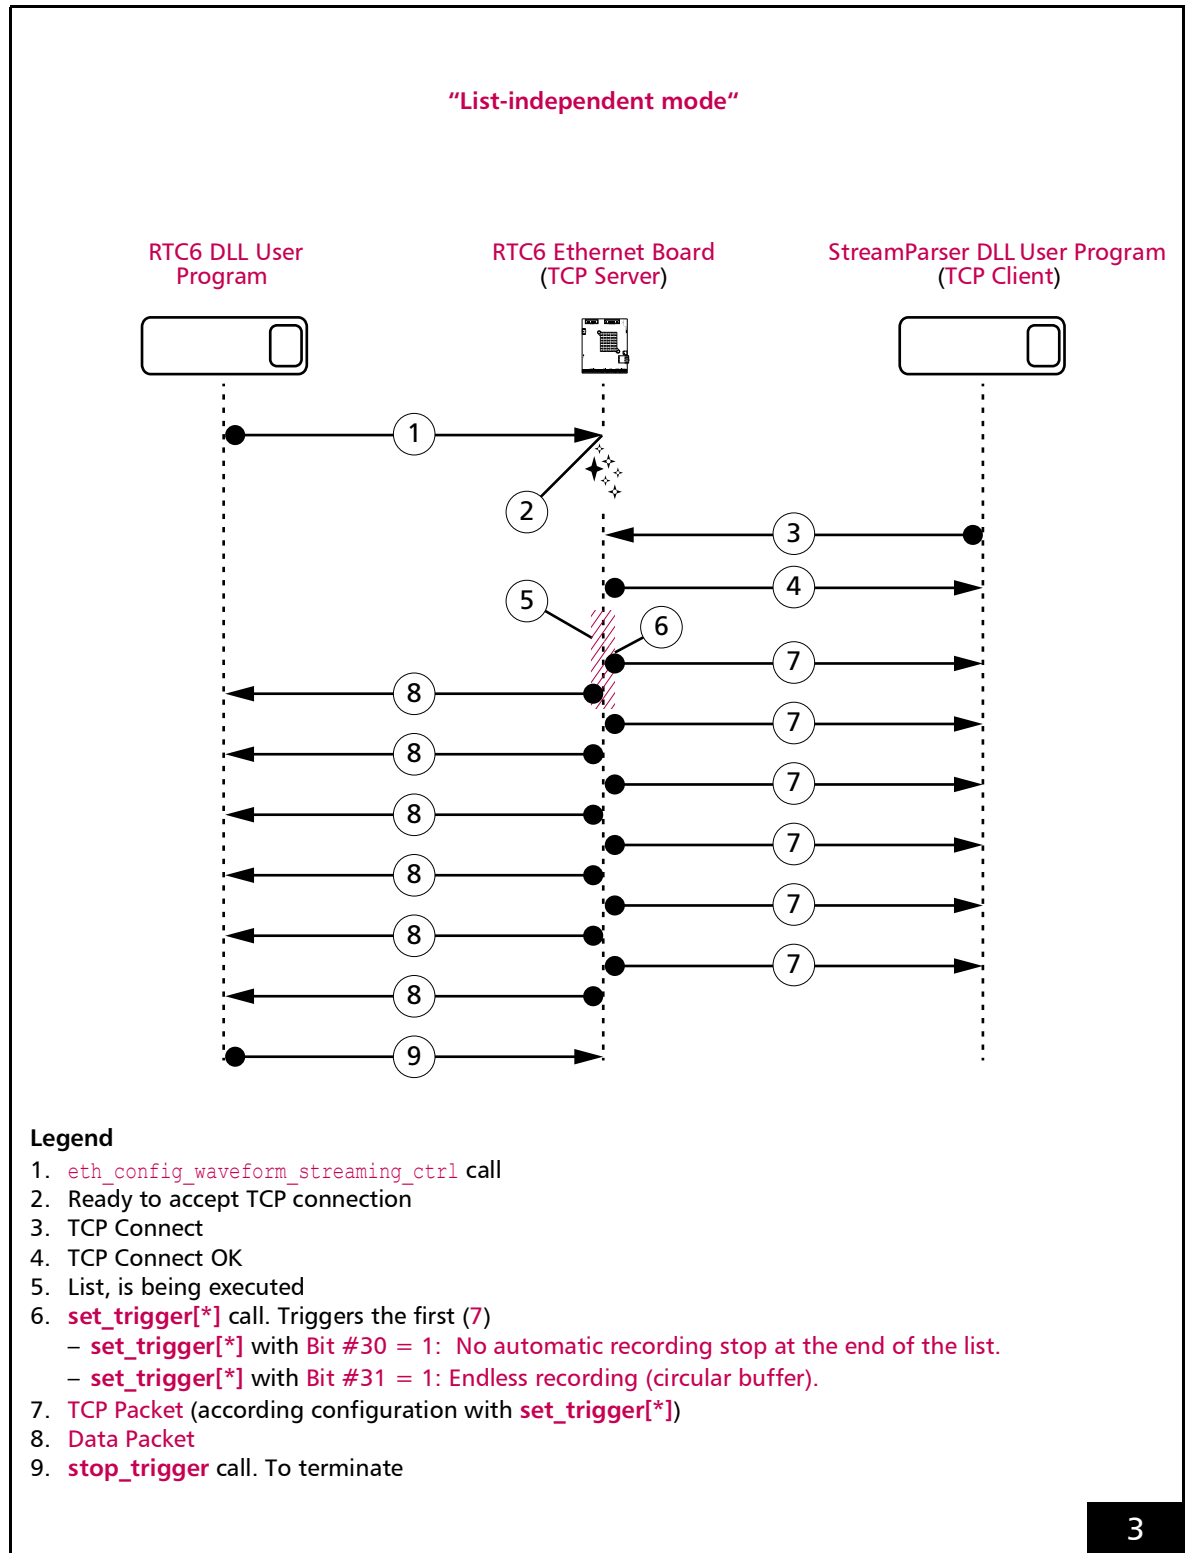 “List-independent mode“
RTC6 DLL User
Program
RTC6 Ethernet Board
(TCP Server)
StreamParser DLL User Program
(TCP Client)
1
2
3
4
5
6
7
8
7
8
7
8
7
8
7
8
7
8
9
Legend
1. eth_config_waveform_streaming_ctrl call
2. Ready to accept TCP connection
3. TCP Connect
4. TCP Connect OK
5. List, is being executed
6. set_trigger[*] call. Triggers the first (7)
– set_trigger[*] with Bit #30 = 1: No automatic recording stop at the end of the list.
– set_trigger[*] with Bit #31 = 1: Endless recording (circular buffer).
7. TCP Packet (according configuration with set_trigger[*])
8. Data Packet
9. stop_trigger call. To terminate
3